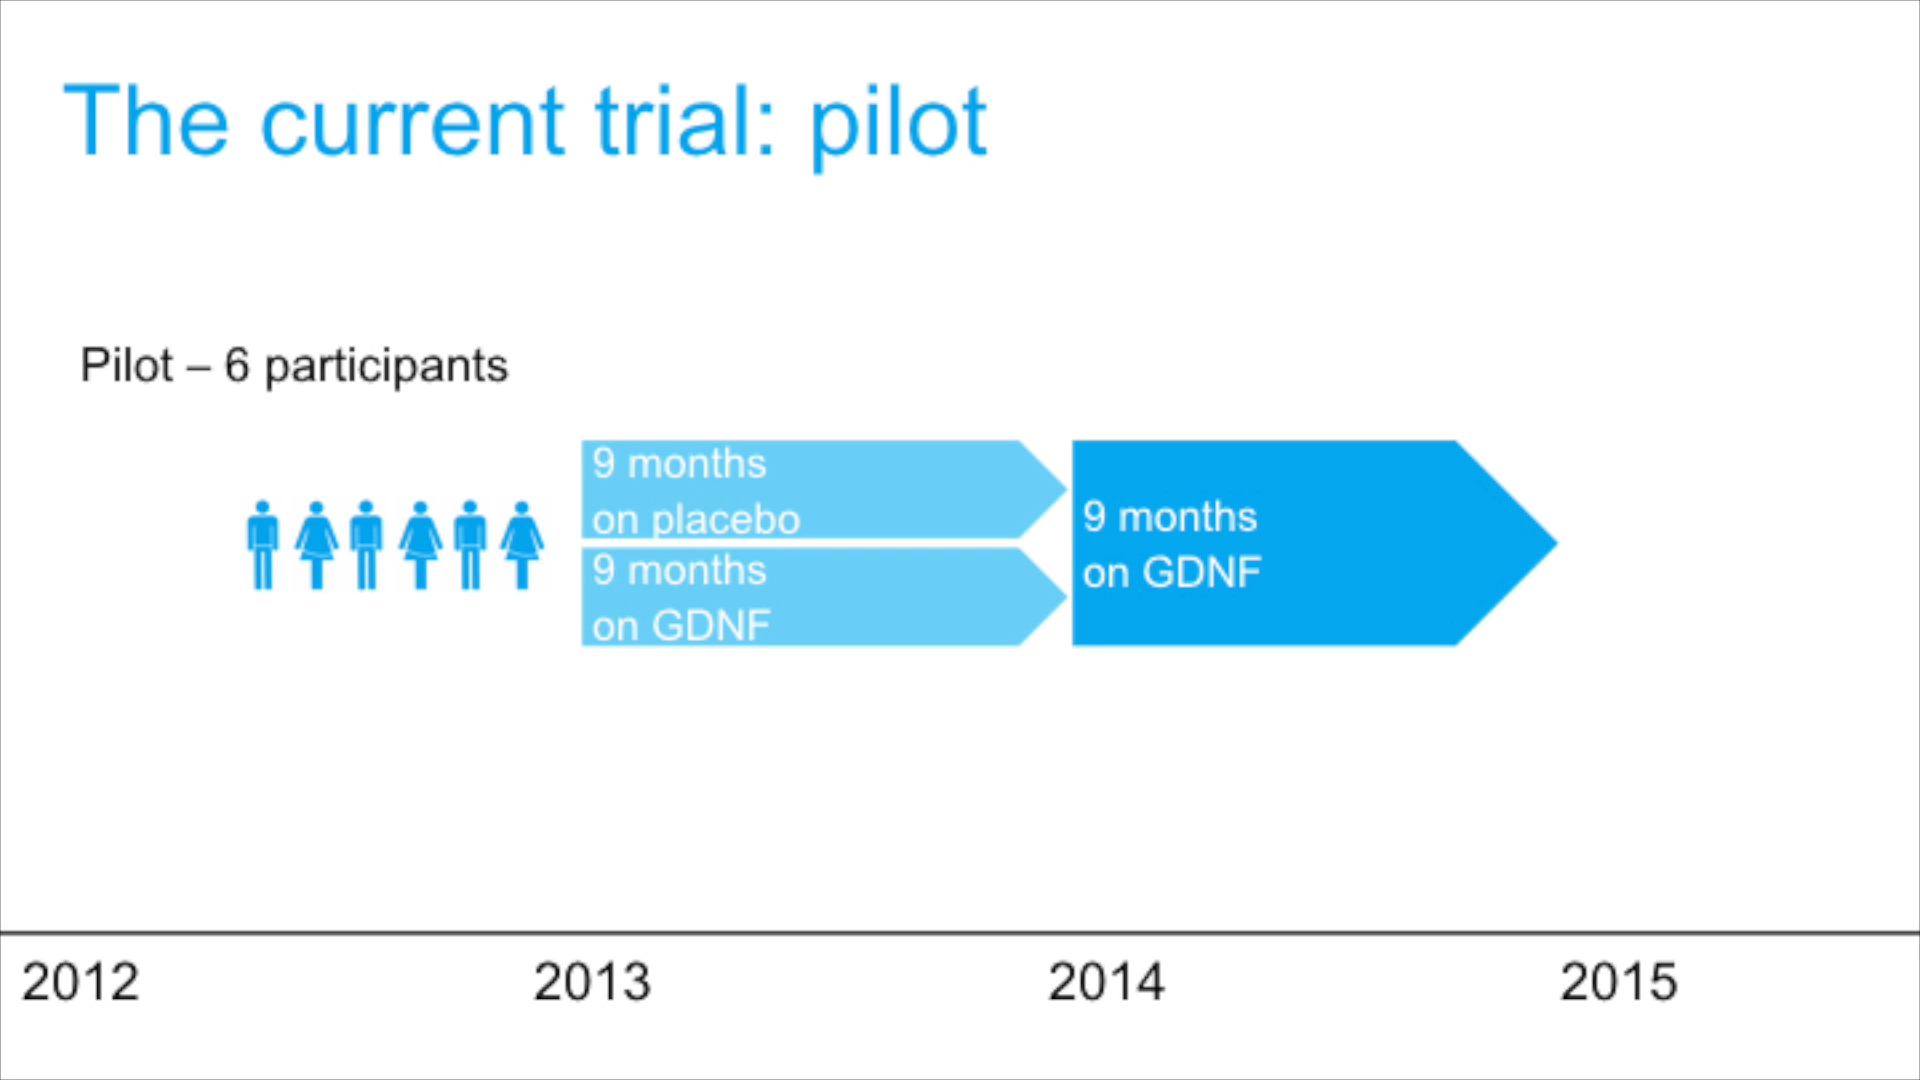 The current trial: pilot
Pilot – 6 participants
9 months
on placebo
9 months
on GDNF
9 months
on GDNF
2012
2013
2014
2015